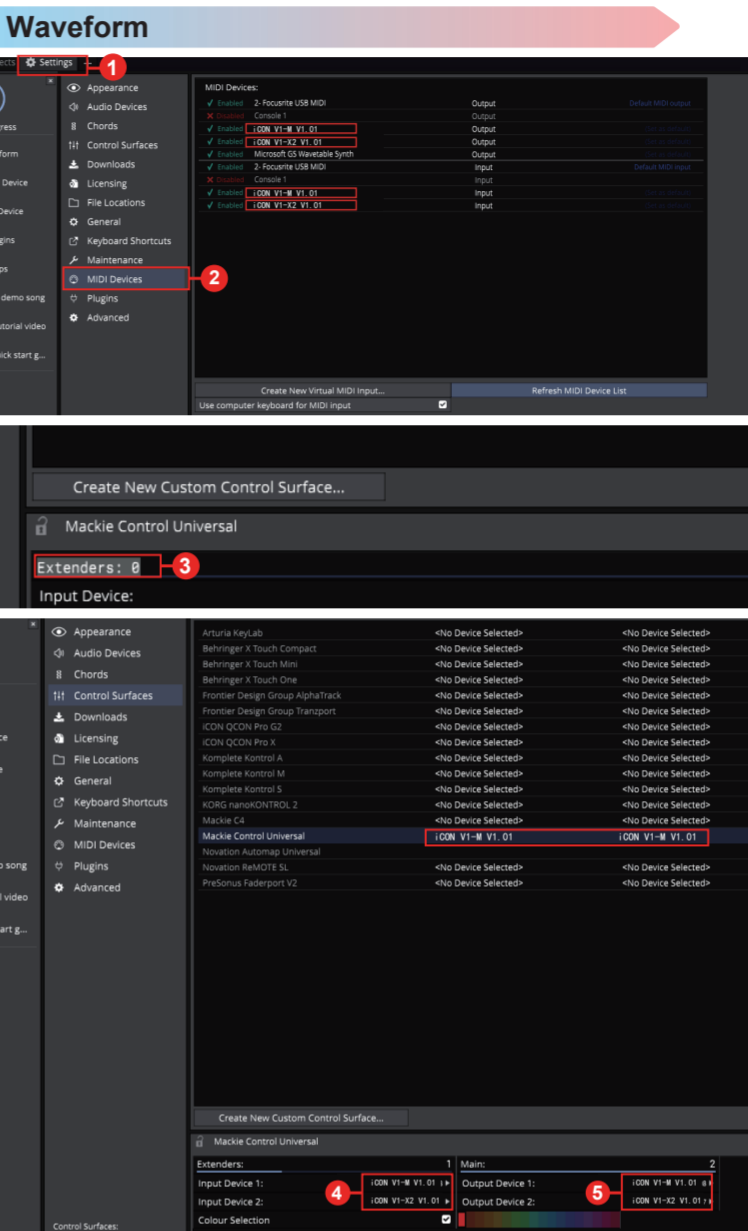 Waveform
ects Settings
1
Appearance
Audio Devices
Chords
Control Surfaces
Downloads
Licensing
File Locations
General
Keyboard Shortcuts
Maintenance
MIDI Devices
Plugins
Advanced
ress
form
Device
Device
gins
ps
demo song
utorial video
ick start g...
2
MIDI Devices:
✓ Enabled 2- Focusrite USB MIDI Output Default MIDI output
✕ Disabled Console 1 Output
✓ Enabled iCON V1-M V1.01 Output
✓ Enabled iCON V1-X2 V1.01 Output
✓ Enabled Microsoft GS Wavetable Synth Output
✓ Enabled 2- Focusrite USB MIDI Input Default MIDI input
✕ Disabled Console 1 Input
✓ Enabled iCON V1-M V1.01 Input
✓ Enabled iCON V1-X2 V1.01 Input
Create New Virtual MIDI Input... Refresh MIDI Device List
Use computer keyboard for MIDI input
Create New Custom Control Surface...
Mackie Control Universal
Extenders: 0
3
Input Device:
Appearance
Audio Devices
Chords
Control Surfaces
Downloads
Licensing
File Locations
General
Keyboard Shortcuts
Maintenance
MIDI Devices
Plugins
Advanced
ce
e
o song
l video
art g...
Control Surfaces:
Arturia KeyLab <No Device Selected> <No Device Selected>
Behringer X Touch Compact <No Device Selected> <No Device Selected>
Behringer X Touch Mini <No Device Selected> <No Device Selected>
Behringer X Touch One <No Device Selected> <No Device Selected>
Frontier Design Group AlphaTrack <No Device Selected> <No Device Selected>
Frontier Design Group Tranzport <No Device Selected> <No Device Selected>
iCON QCON Pro G2 <No Device Selected> <No Device Selected>
iCON QCON Pro X <No Device Selected> <No Device Selected>
Komplete Kontrol A <No Device Selected> <No Device Selected>
Komplete Kontrol M <No Device Selected> <No Device Selected>
Komplete Kontrol S <No Device Selected> <No Device Selected>
KORG nanoKONTROL 2 <No Device Selected> <No Device Selected>
Mackie C4 <No Device Selected> <No Device Selected>
Mackie Control Universal iCON V1-M V1.01 iCON V1-M V1.01
Novation Automap Universal
Novation ReMOTE SL <No Device Selected> <No Device Selected>
PreSonus Faderport V2 <No Device Selected> <No Device Selected>
Create New Custom Control Surface...
Mackie Control Universal
Extenders: 1 Main: 2
Input Device 1: iCON V1-M V1.01 Output Device 1: iCON V1-M V1.01
Input Device 2: iCON V1-X2 V1.01 Output Device 2: iCON V1-X2 V1.01
4
5
Colour Selection